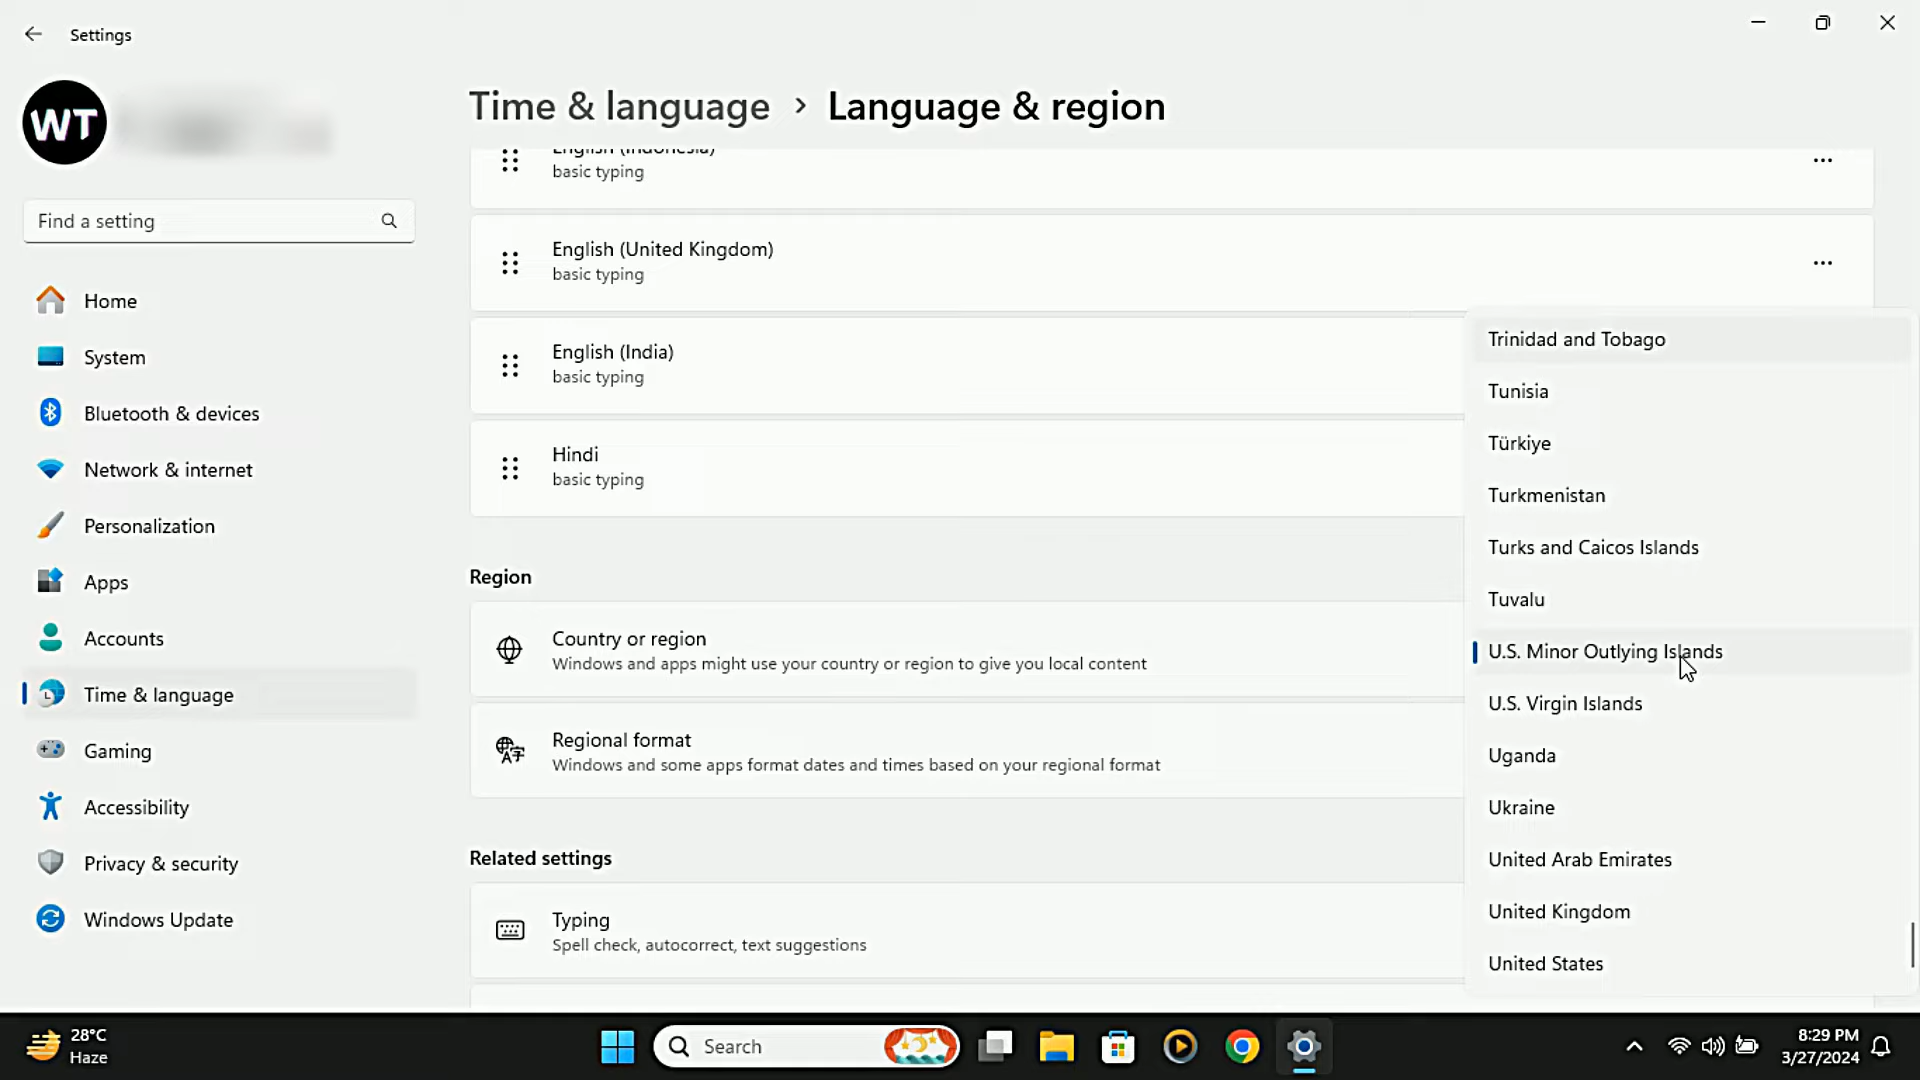 Settings
WT
Find a setting
Home
System
Bluetooth & devices
Network & internet
Personalization
Apps
Accounts
Time & language
Gaming
Accessibility
Privacy & security
Windows Update
Time & language > Language & region
English (Indonesia)
basic typing
English (United Kingdom)
basic typing
English (India)
basic typing
Hindi
basic typing
Region
Country or region
Windows and apps might use your country or region to give you local content
Regional format
Windows and some apps format dates and times based on your regional format
Related settings
Typing
Spell check, autocorrect, text suggestions
Trinidad and Tobago
Tunisia
Türkiye
Turkmenistan
Turks and Caicos Islands
Tuvalu
U.S. Minor Outlying Islands
U.S. Virgin Islands
Uganda
Ukraine
United Arab Emirates
United Kingdom
United States
28°C
Haze
Search
8:29 PM
3/27/2024